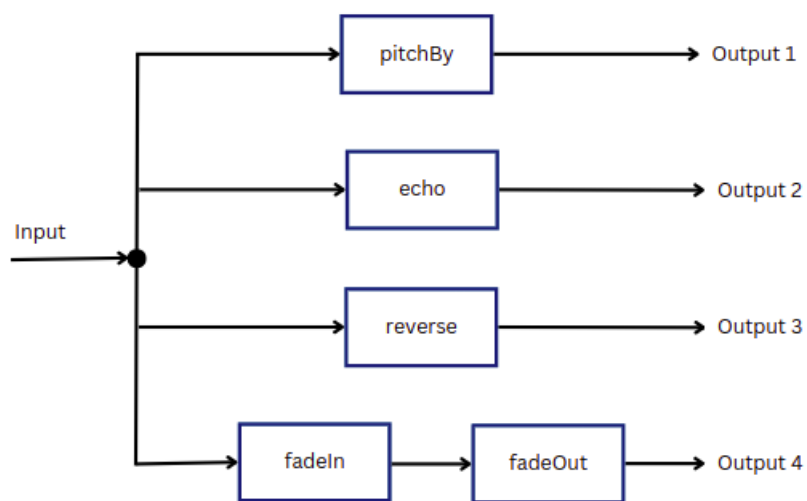 pitchBy
Output 1
echo
Output 2
Input
reverse
Output 3
fadeIn
fadeOut
Output 4